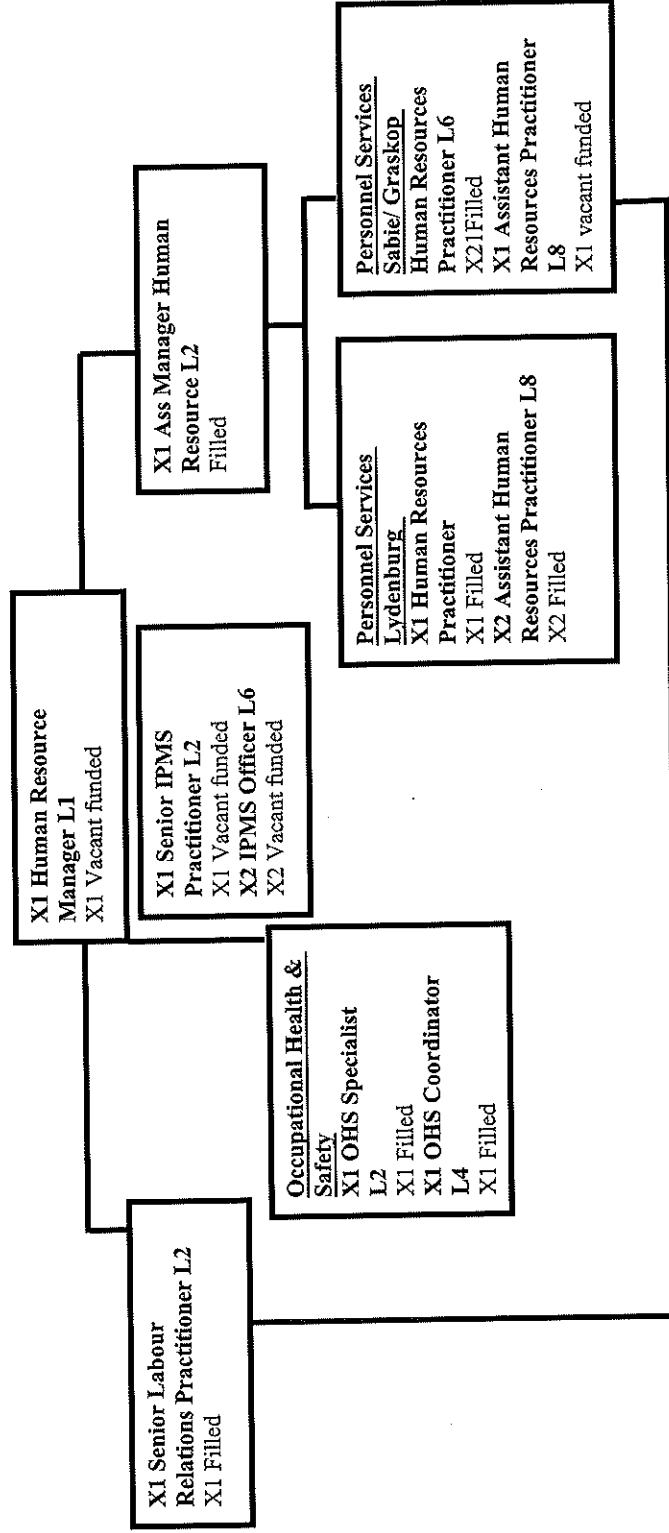 X1 Human Resource
Manager L1
X1 Vacant funded
X1 Senior Labour
Relations Practitioner L2
X1 Filled
Occupational Health &
Safety
X1 OHS Specialist
L2
X1 Filled
X1 OHS Coordinator
L4
X1 Filled
X1 Senior IPMS
Practitioner L2
X1 Vacant funded
X2 IPMS Officer L6
X2 Vacant funded
X1 Ass Manager Human
Resource L2
Filled
Personnel Services
Lydenburg
X1 Human Resources
Practitioner
X1 Filled
X2 Assistant Human
Resources Practitioner L8
X2 Filled
Personnel Services
Sabie/ Graskop
Human Resources
Practitioner L6
X21Filled
X1 Assistant Human
Resources Practitioner
L8
X1 vacant funded